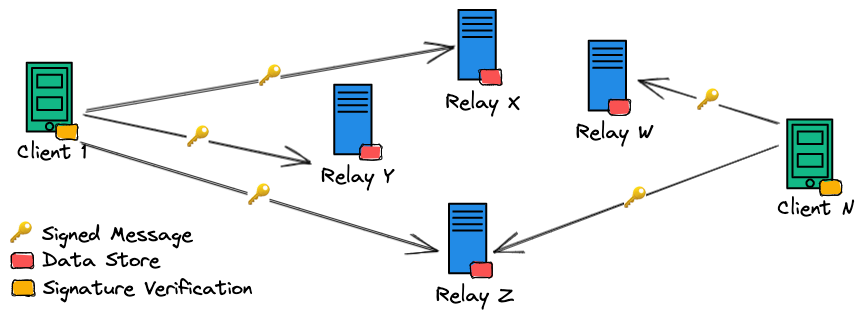 Relay X
Relay W
Client 1
Relay Y
Client N
Signed Message
Data Store
Signature Verification
Relay Z